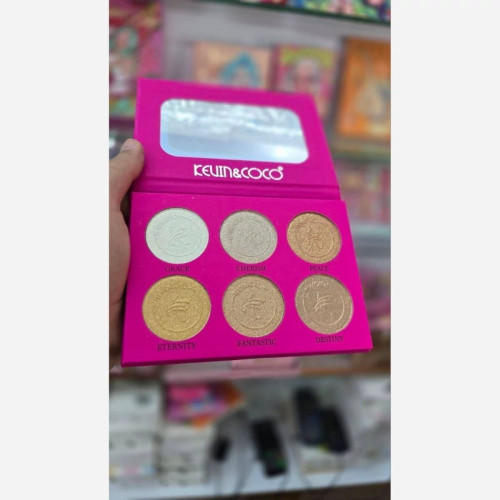 KEVIN&COCO®
GRACE CHERISH PEACE
ETERNITY FANTASTIC DESTINY